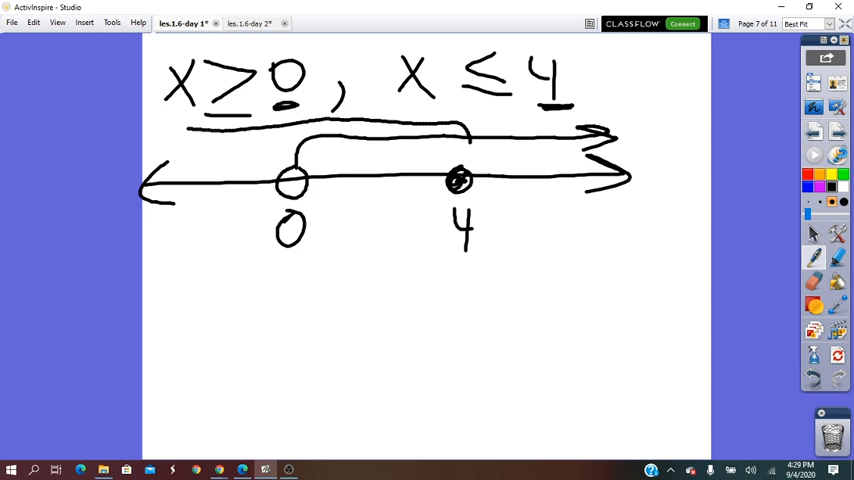 ActivInspire - Studio
File Edit View Insert Tools Help
les.1.6-day 1*
les.1.6-day 2*
CLASSFLOW
Connect
Page 7 of 11
Best Fit
x ≥ 0, x ≤ 4
0 4
4:29 PM
9/4/2020